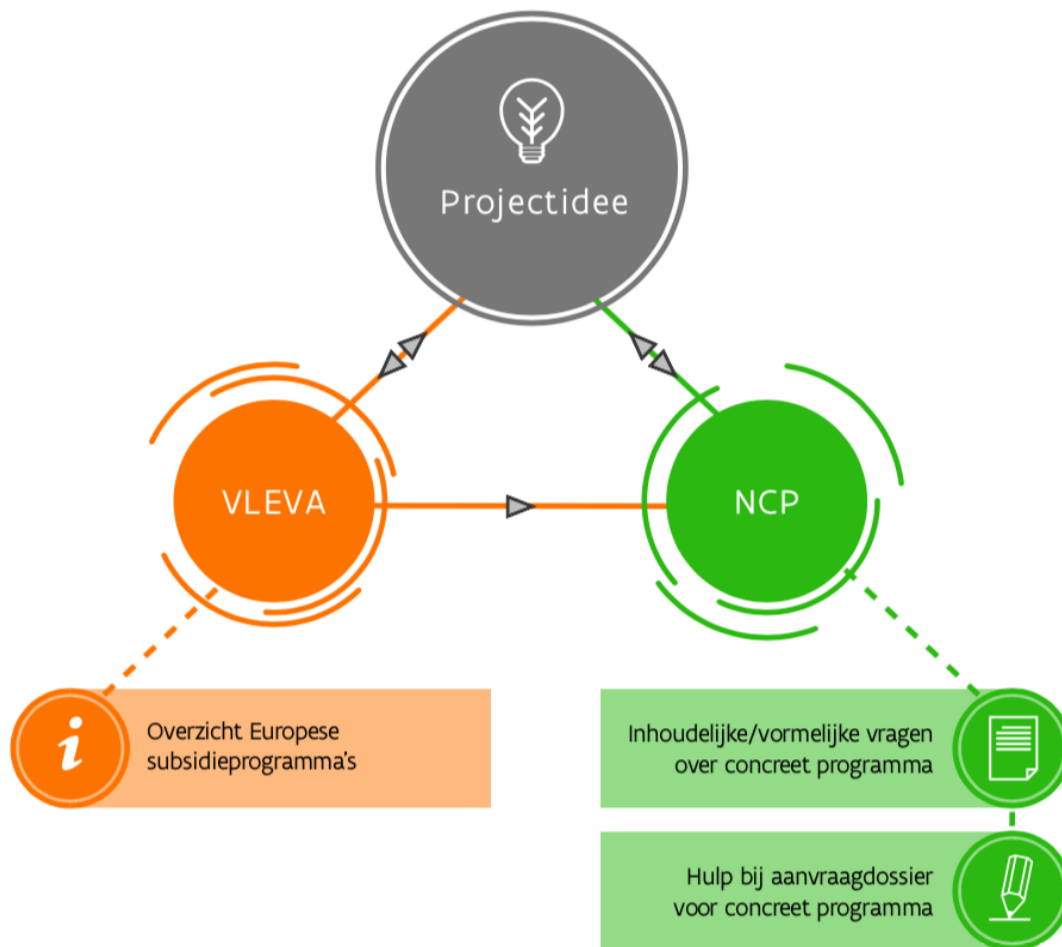 Projectidee
VLEVA
NCP
Overzicht Europese
subsidieprogramma's
Inhoudelijke/vormelijke vragen
over concreet programma
Hulp bij aanvraagdossier
voor concreet programma